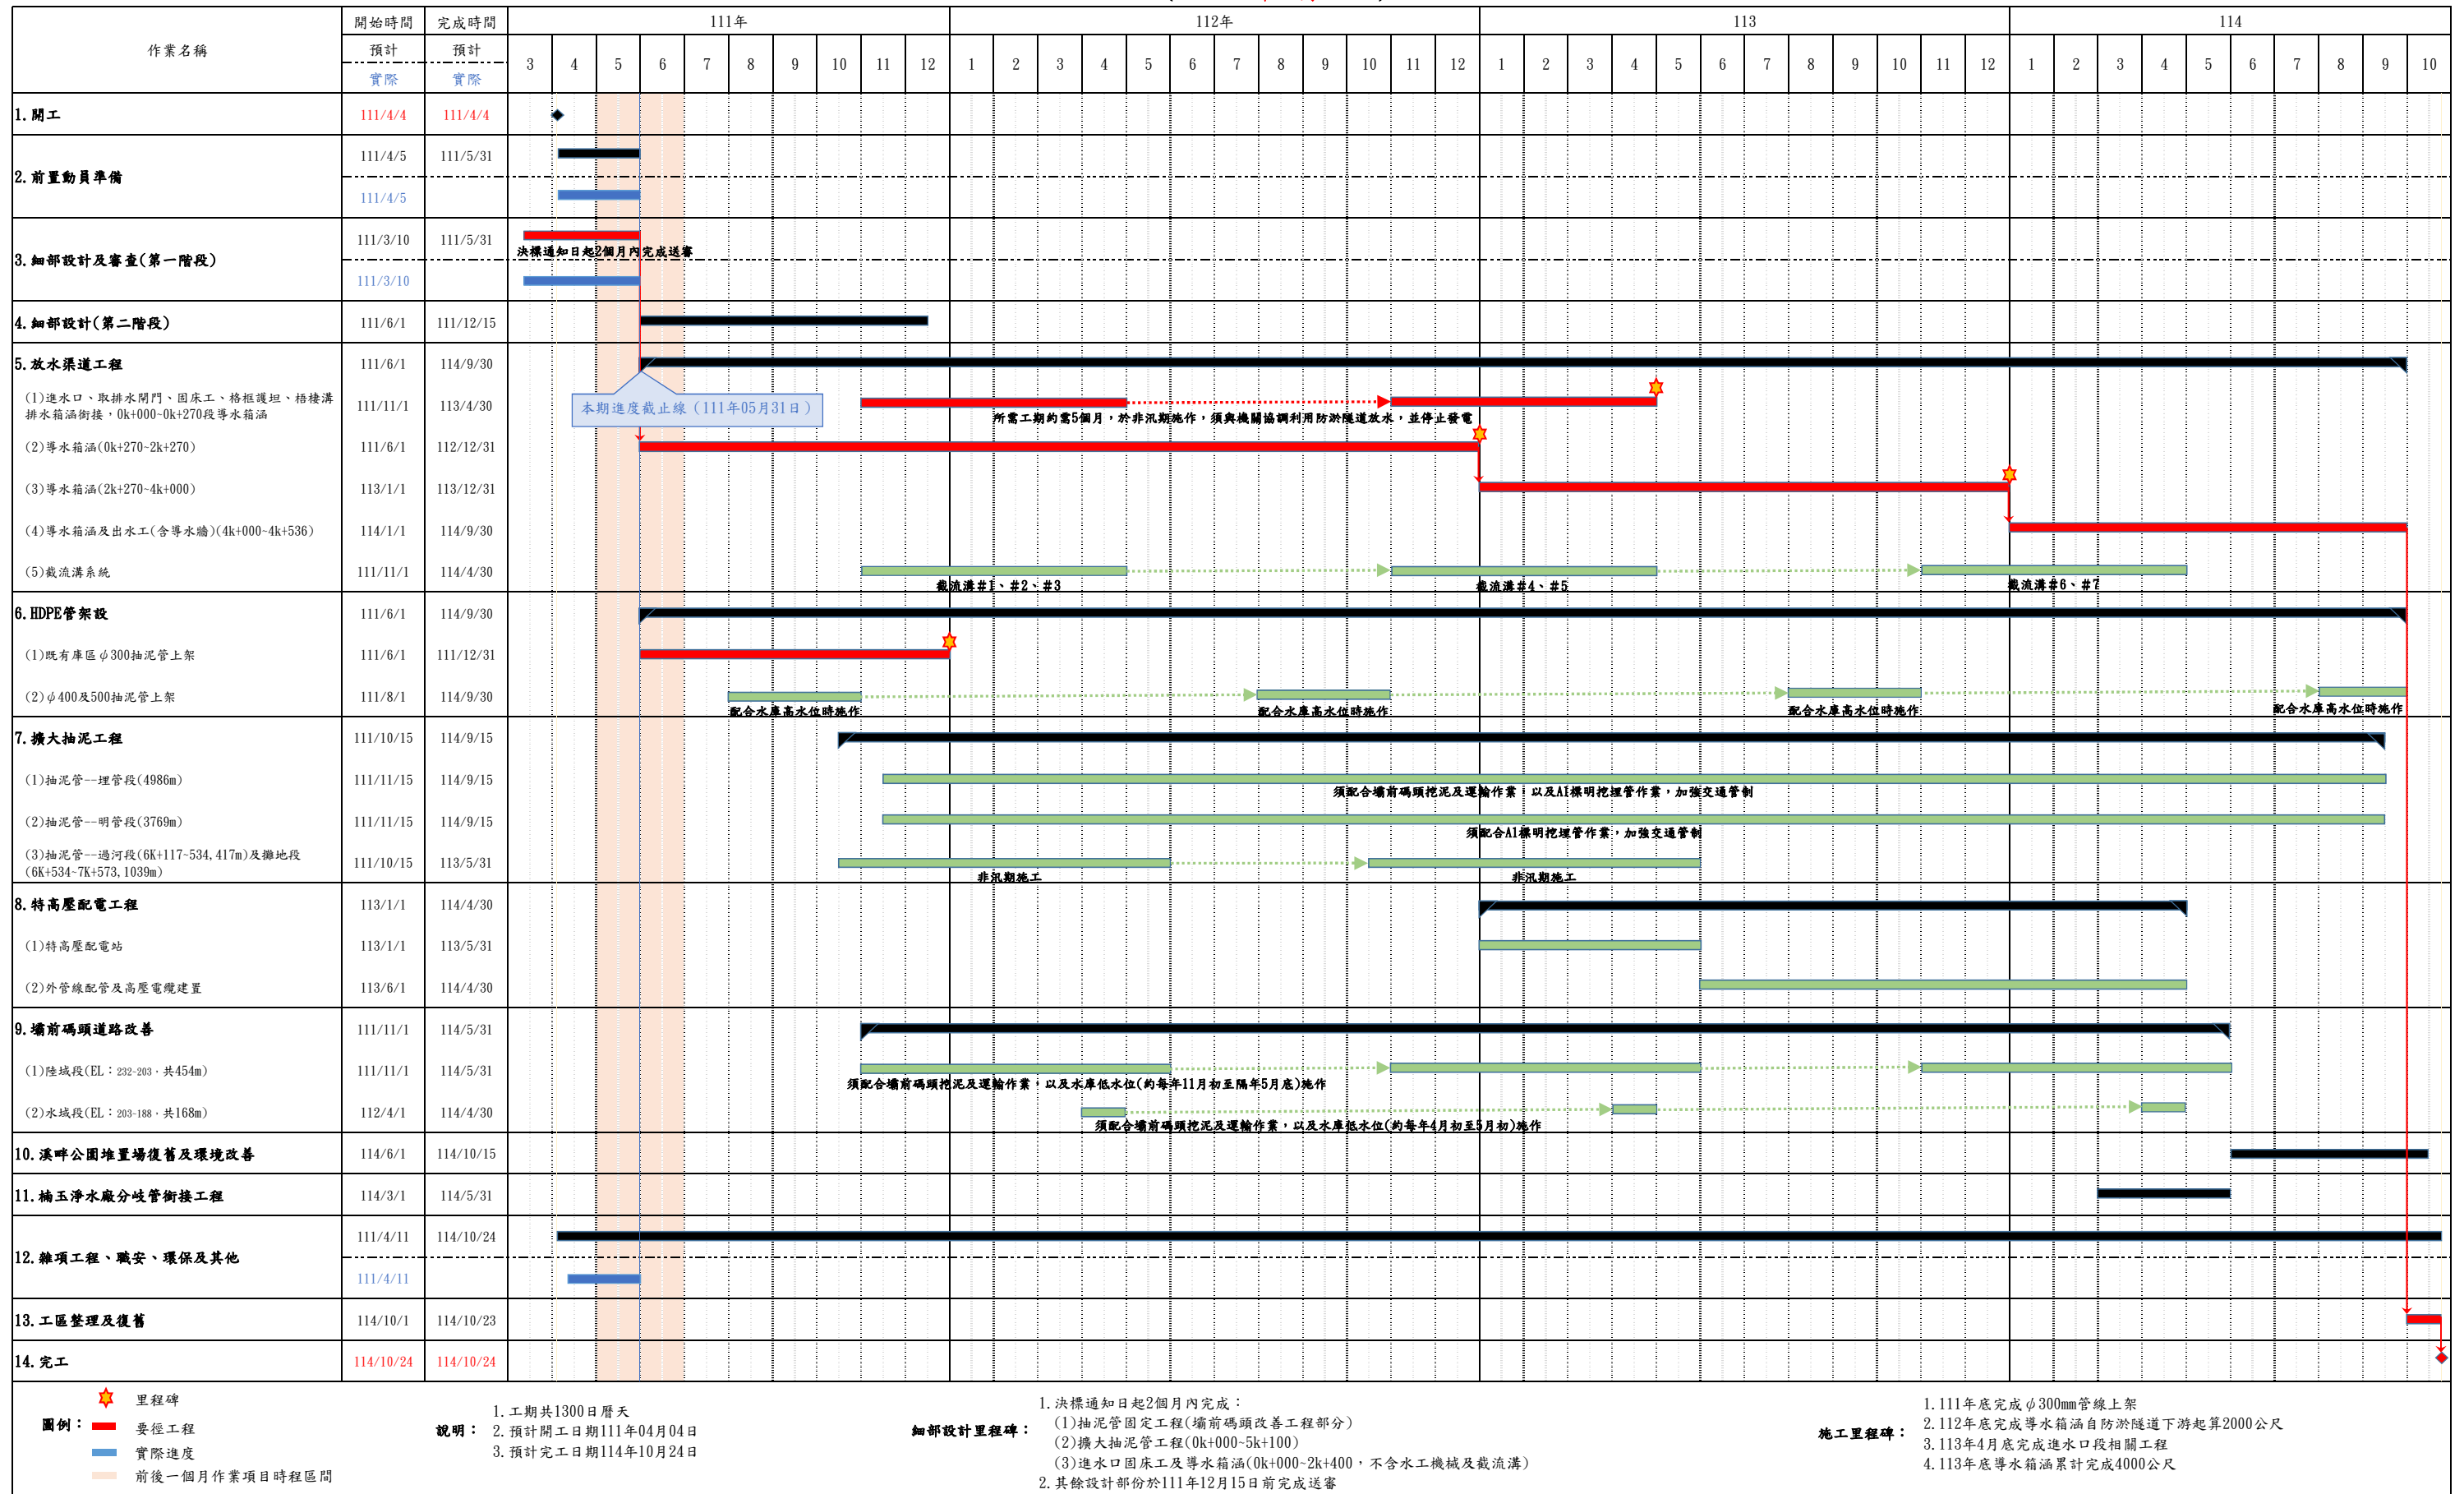 作業名稱 開始時間 完成時間 111年 112年 113 114
預計 預計
實際 實際
3 4 5 6 7 8 9 10 11 12 1 2 3 4 5 6 7 8 9 10 11 12 1 2 3 4 5 6 7 8 9 10 11 12 1 2 3 4 5 6 7 8 9 10
1.開工 111/4/4 111/4/4
2.前置動員準備 111/4/5 111/5/31
111/4/5
3.細部設計及審查(第一階段) 111/3/10 111/5/31
決標通知日起2個月內完成送審
111/3/10
4.細部設計(第二階段) 111/6/1 111/12/15
5.放水渠道工程 111/6/1 114/9/30
本期進度截止線(111年05月31日)
(1)進水口、取排水閘門、固床工、格框護坦、梧棲溝
排水箱涵銜接，0k+000~0k+270段導水箱涵 111/11/1 113/4/30
所需工期約需5個月，於非汛期施作，須與機關協調利用防淤隧道放水，並停止發電
(2)導水箱涵(0k+270~2k+270) 111/6/1 112/12/31
(3)導水箱涵(2k+270~4k+000) 113/1/1 113/12/31
(4)導水箱涵及出水工(含導水牆)(4k+000~4k+536) 114/1/1 114/9/30
(5)截流溝系統 111/11/1 114/4/30
截流溝#1、#2、#3 截流溝#4、#5 截流溝#6、#7
6.HDPE管架設 111/6/1 114/9/30
(1)既有庫區φ300抽泥管上架 111/6/1 111/12/31
(2)φ400及500抽泥管上架 111/8/1 114/9/30
配合水庫高水位時施作 配合水庫高水位時施作 配合水庫高水位時施作 配合水庫高水位時施作
7.擴大抽泥工程 111/10/15 114/9/15
(1)抽泥管--埋管段(4986m) 111/11/15 114/9/15
須配合壩前碼頭挖泥及運輸作業，以及A1標明挖埋管作業，加強交通管制
(2)抽泥管--明管段(3769m) 111/11/15 114/9/15
須配合A1標明挖埋管作業，加強交通管制
(3)抽泥管--過河段(6K+117~534,417m)及灘地段
(6K+534~7K+573,1039m) 111/10/15 113/5/31
非汛期施工 非汛期施工
8.特高壓配電工程 113/1/1 114/4/30
(1)特高壓配電站 113/1/1 113/5/31
(2)外管線配管及高壓電纜建置 113/6/1 114/4/30
9.壩前碼頭道路改善 111/11/1 114/5/31
(1)陸域段(EL：232~203，共454m) 111/11/1 114/5/31
須配合壩前碼頭挖泥及運輸作業，以及水庫低水位(約每年11月初至隔年5月底)施作
(2)水域段(EL：203~188，共168m) 112/4/1 114/4/30
須配合壩前碼頭挖泥及運輸作業，以及水庫低水位(約每年4月初至5月初)施作
10.溪畔公園堆置場復舊及環境改善 114/6/1 114/10/15
11.楠玉淨水廠分岐管銜接工程 114/3/1 114/5/31
12.雜項工程、職安、環保及其他 111/4/11 114/10/24
111/4/11
13.工區整理及復舊 114/10/1 114/10/23
14.完工 114/10/24 114/10/24
圖例：
里程碑
要徑工程
實際進度
前後一個月作業項目時程區間
說明：
1.工期共1300日曆天
2.預計開工日期111年04月04日
3.預計完工日期114年10月24日
細部設計里程碑：
1.決標通知日起2個月內完成：
(1)抽泥管固定工程(壩前碼頭改善工程部分)
(2)擴大抽泥管工程(0k+000~5k+100)
(3)進水口固床工及導水箱涵(0k+000~2k+400，不含水工機械及截流溝)
2.其餘設計部份於111年12月15日前完成送審
施工里程碑：
1.111年底完成φ300mm管線上架
2.112年底完成導水箱涵自防淤隧道下游起算2000公尺
3.113年4月底完成進水口段相關工程
4.113年底導水箱涵累計完成4000公尺